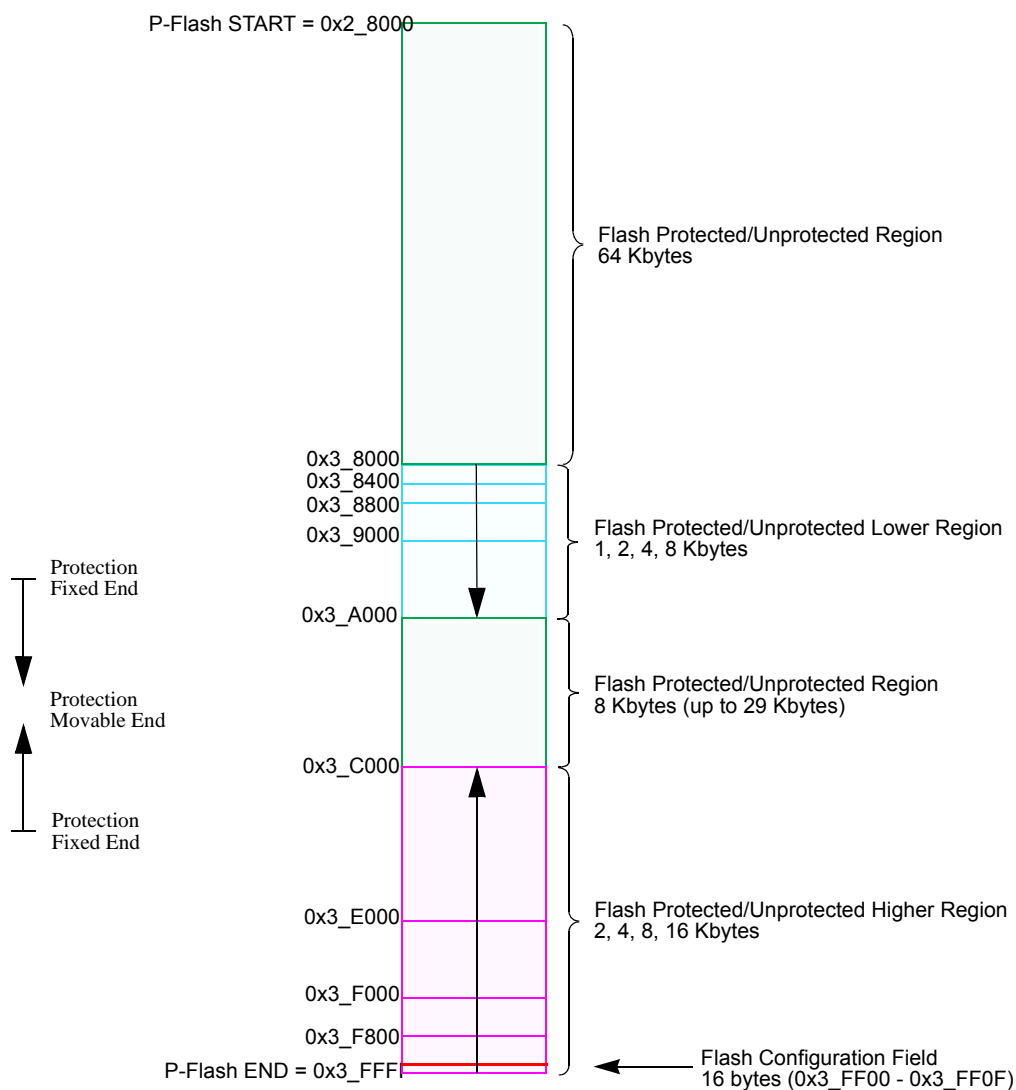 P-Flash START = 0x2_8000
Flash Protected/Unprotected Region
64 Kbytes
0x3_8000
0x3_8400
0x3_8800
0x3_9000
Flash Protected/Unprotected Lower Region
1, 2, 4, 8 Kbytes
Protection
Fixed End
0x3_A000
Protection
Movable End
Flash Protected/Unprotected Region
8 Kbytes (up to 29 Kbytes)
0x3_C000
Protection
Fixed End
0x3_E000
Flash Protected/Unprotected Higher Region
2, 4, 8, 16 Kbytes
0x3_F000
0x3_F800
P-Flash END = 0x3_FFF
Flash Configuration Field
16 bytes (0x3_FF00 - 0x3_FF0F)